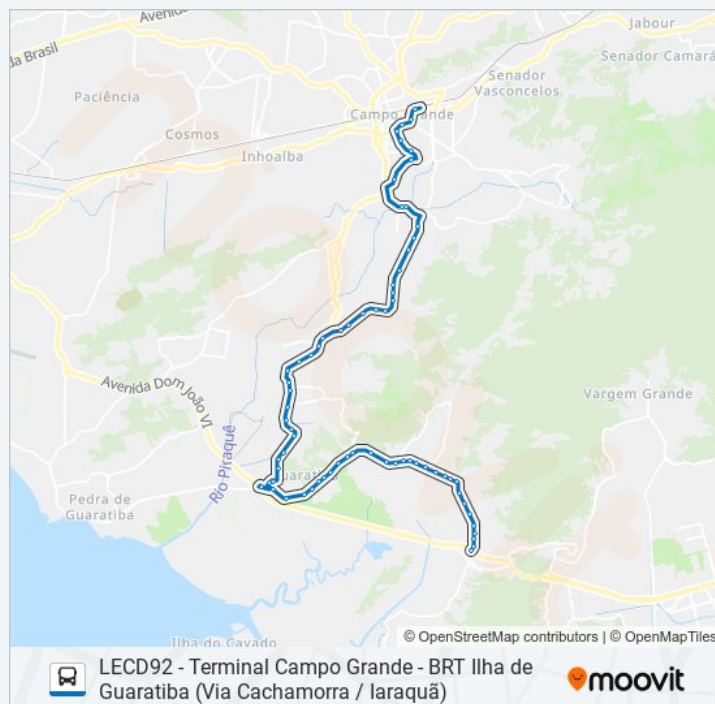 Jabour
da Brasil
Senador Camará
Senador
Vasconcelos
Paciência
Campo Grande
Cosmos
Inhoaíba
Avenida Dom João VI
Vargem Grande
Rio Piraquê
Guaratiba
Pedra de
Guaratiba
Ilha do Cavado
© OpenStreetMap contributors | © OpenMapTiles
LECD92 - Terminal Campo Grande - BRT Ilha de
Guaratiba (Via Cachamorra / Iaraquã)
moovit